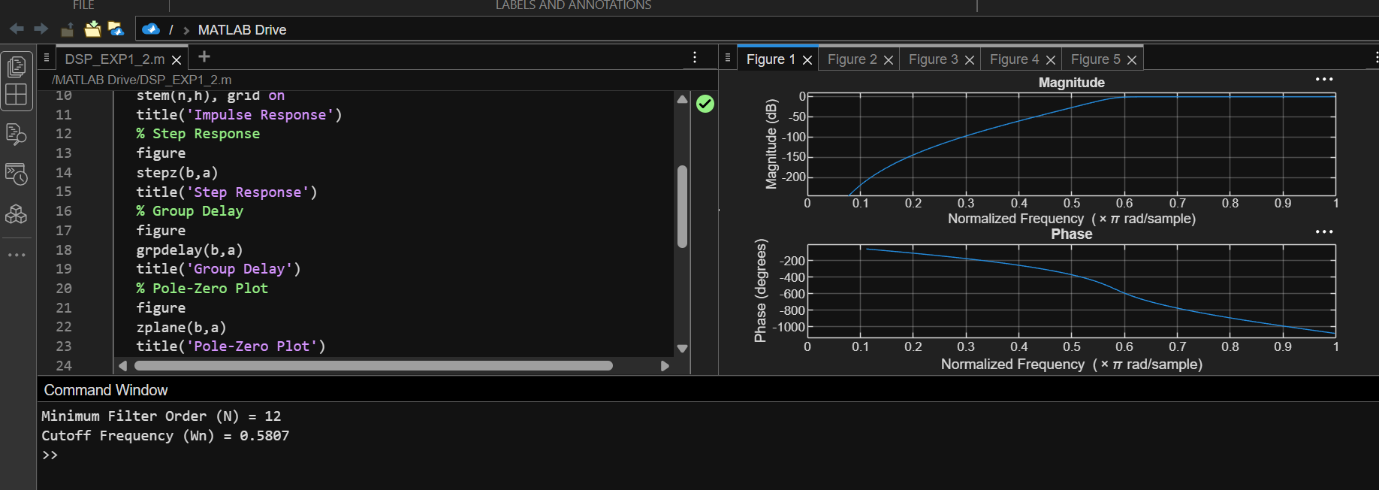 FILE
LABELS AND ANNOTATIONS
/ > MATLAB Drive
DSP_EXP1_2.m × +
/MATLAB Drive/DSP_EXP1_2.m
10 stem(n,h), grid on
11 title('Impulse Response')
12 % Step Response
13 figure
14 stepz(b,a)
15 title('Step Response')
16 % Group Delay
17 figure
18 grpdelay(b,a)
19 title('Group Delay')
20 % Pole-Zero Plot
21 figure
22 zplane(b,a)
23 title('Pole-Zero Plot')
24
Figure 1 × Figure 2 × Figure 3 × Figure 4 × Figure 5 ×
Magnitude
Magnitude (dB)
0
-50
-100
-150
-200
0 0.1 0.2 0.3 0.4 0.5 0.6 0.7 0.8 0.9 1
Normalized Frequency (×π rad/sample)
Phase
Phase (degrees)
-200
-400
-600
-800
-1000
0 0.1 0.2 0.3 0.4 0.5 0.6 0.7 0.8 0.9 1
Normalized Frequency (×π rad/sample)
Command Window
Minimum Filter Order (N) = 12
Cutoff Frequency (Wn) = 0.5807
>>